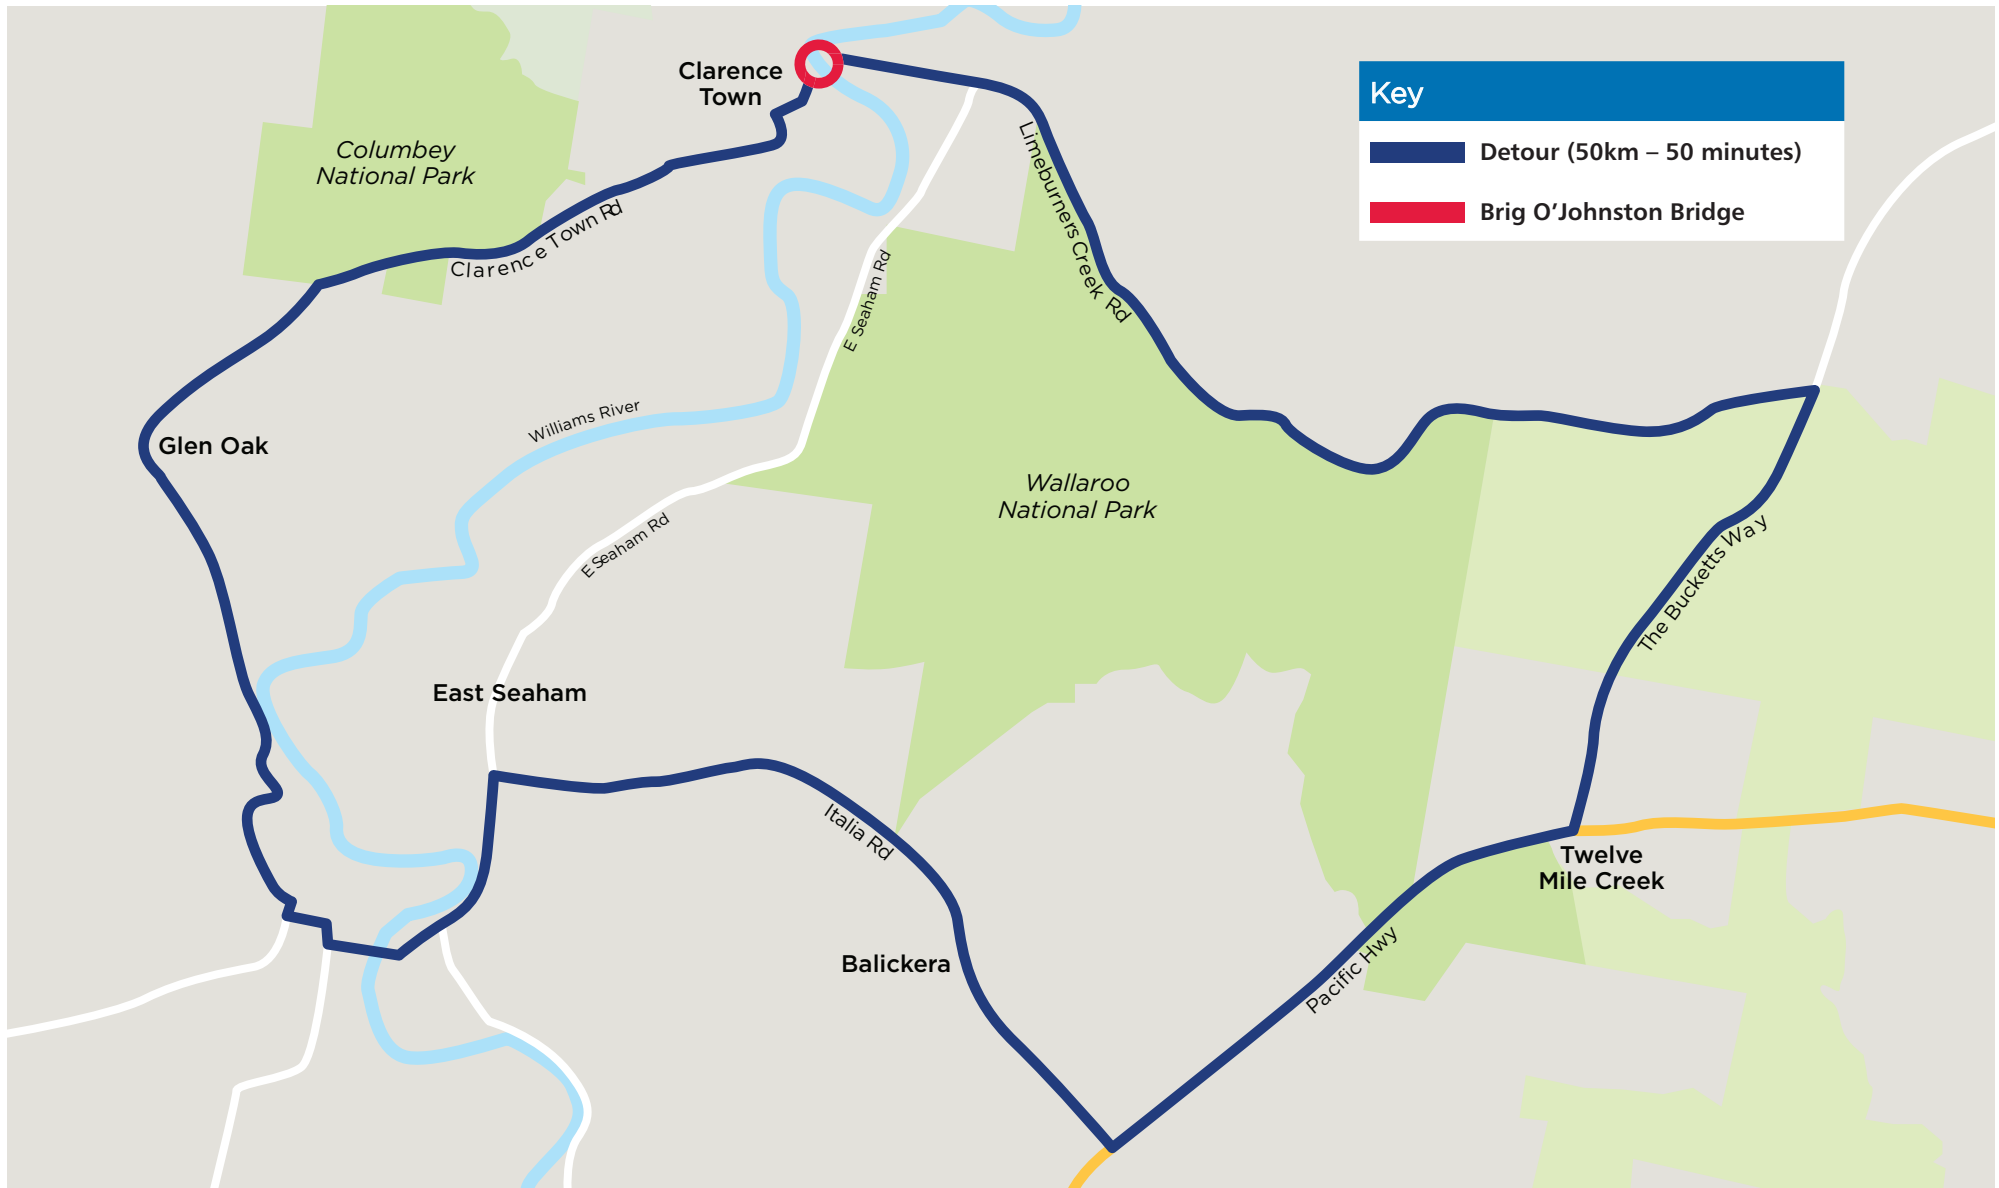 Clarence
Town
Key
Detour (50km – 50 minutes)
Brig O'Johnston Bridge
Columbey
National Park
Limeburners Creek Rd
Clarence Town Rd
E Seaham Rd
Glen Oak
Williams River
Wallaroo
National Park
E Seaham Rd
The Bucketts Way
East Seaham
Italia Rd
Twelve
Mile Creek
Balickera
Pacific Hwy